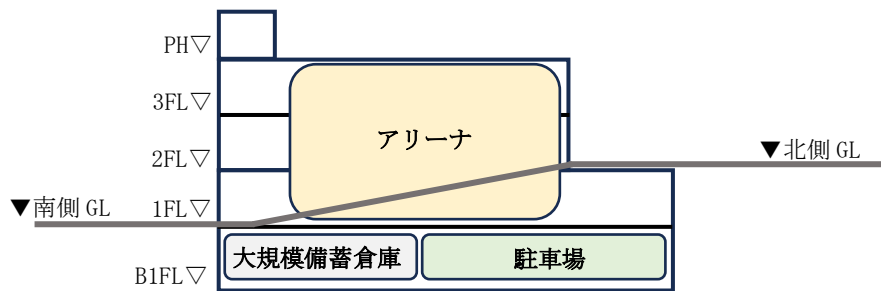 PH▽
3FL▽
アリーナ
2FL▽
▼北側 GL
▼南側 GL
1FL▽
大規模備蓄倉庫
駐車場
B1FL▽